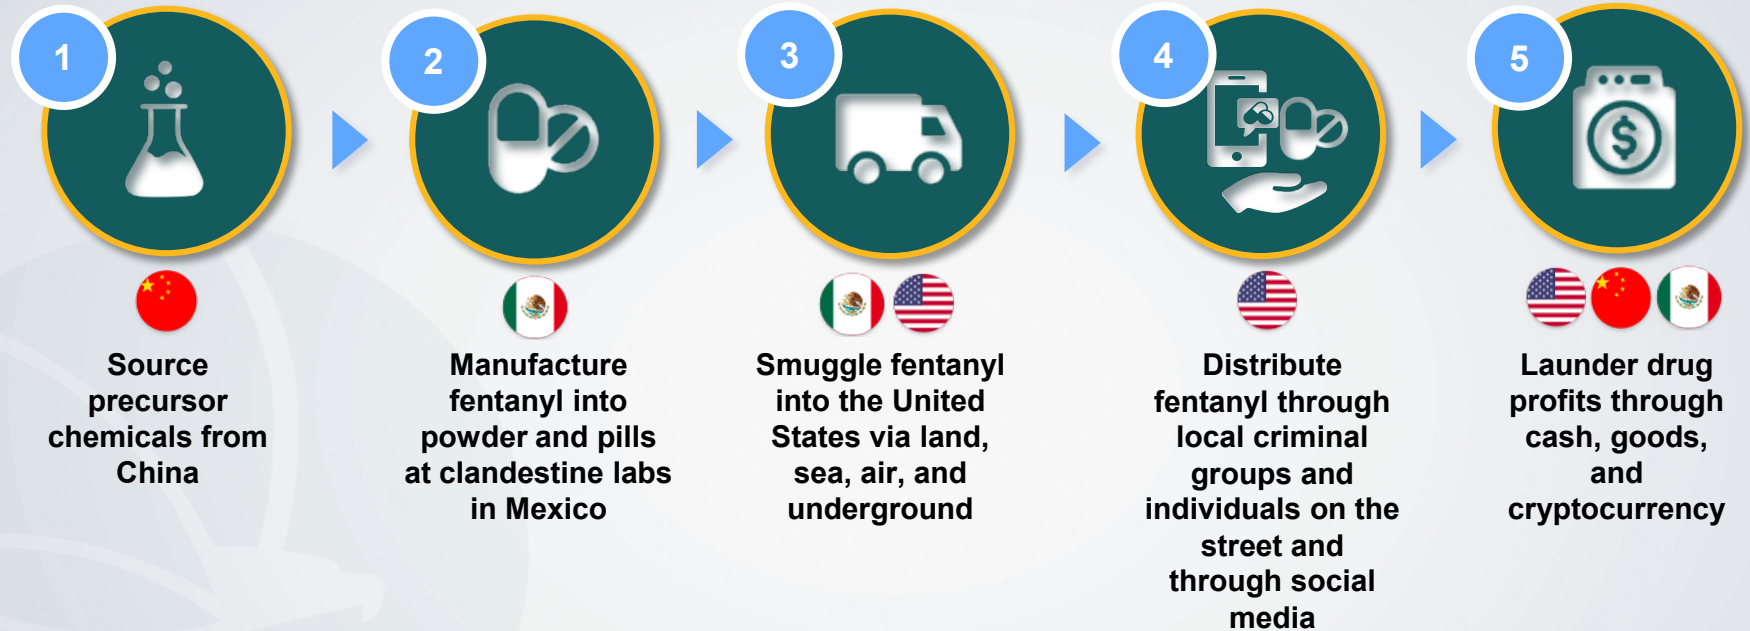 1
Source
precursor
chemicals from
China
2
Manufacture
fentanyl into
powder and pills
at clandestine labs
in Mexico
3
Smuggle fentanyl
into the United
States via land,
sea, air, and
underground
4
Distribute
fentanyl through
local criminal
groups and
individuals on the
street and
through social
media
5
$
Launder drug
profits through
cash, goods,
and
cryptocurrency